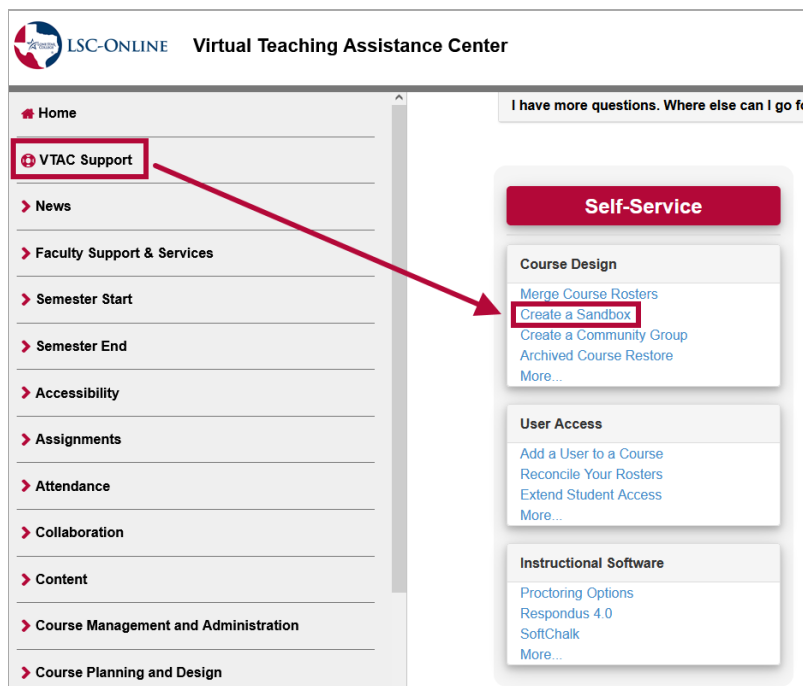 LSC-ONLINE Virtual Teaching Assistance Center
Home
VTAC Support
News
Faculty Support & Services
Semester Start
Semester End
Accessibility
Assignments
Attendance
Collaboration
Content
Course Management and Administration
Course Planning and Design
I have more questions. Where else can I go
Self-Service
Course Design
Merge Course Rosters
Create a Sandbox
Create a Community Group
Archived Course Restore
More...
User Access
Add a User to a Course
Reconcile Your Rosters
Extend Student Access
More...
Instructional Software
Proctoring Options
Respondus 4.0
SoftChalk
More...